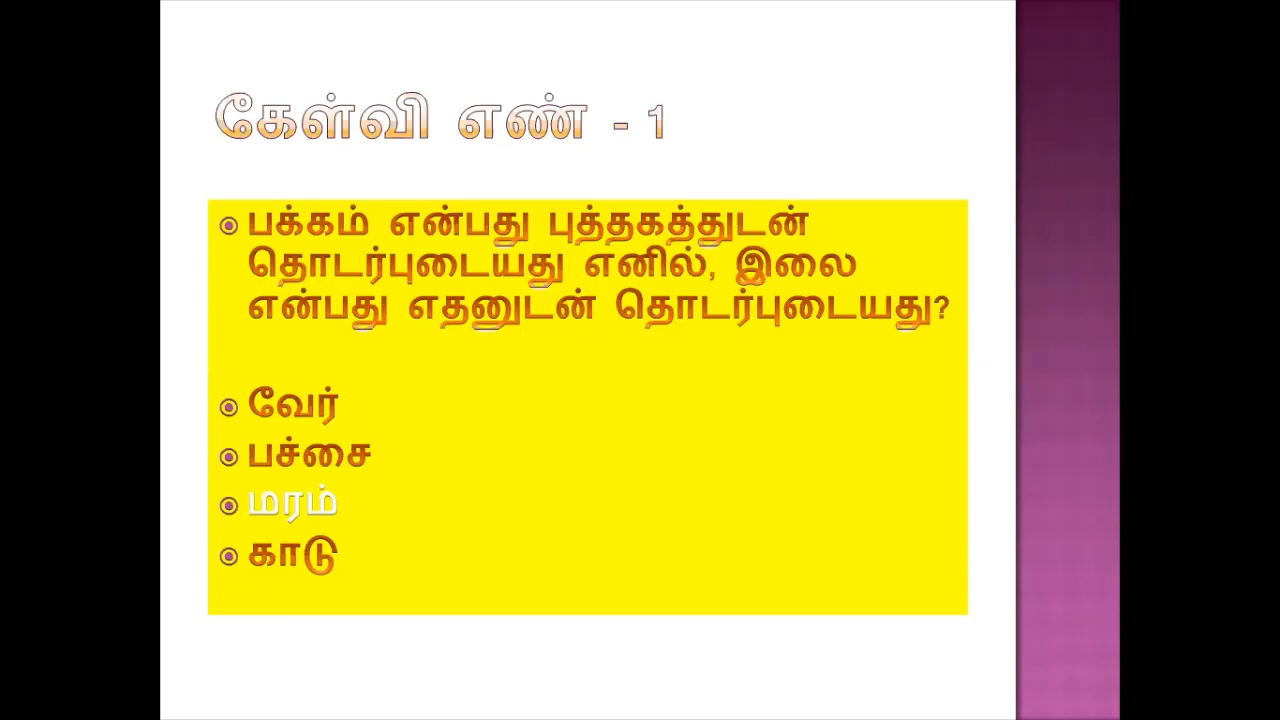 கேள்வி எண் - 1
பக்கம் என்பது புத்தகத்துடன்
தொடர்புடையது எனில், இலை
என்பது எதனுடன் தொடர்புடையது?
வேர்
பச்சை
மரம்
காடு